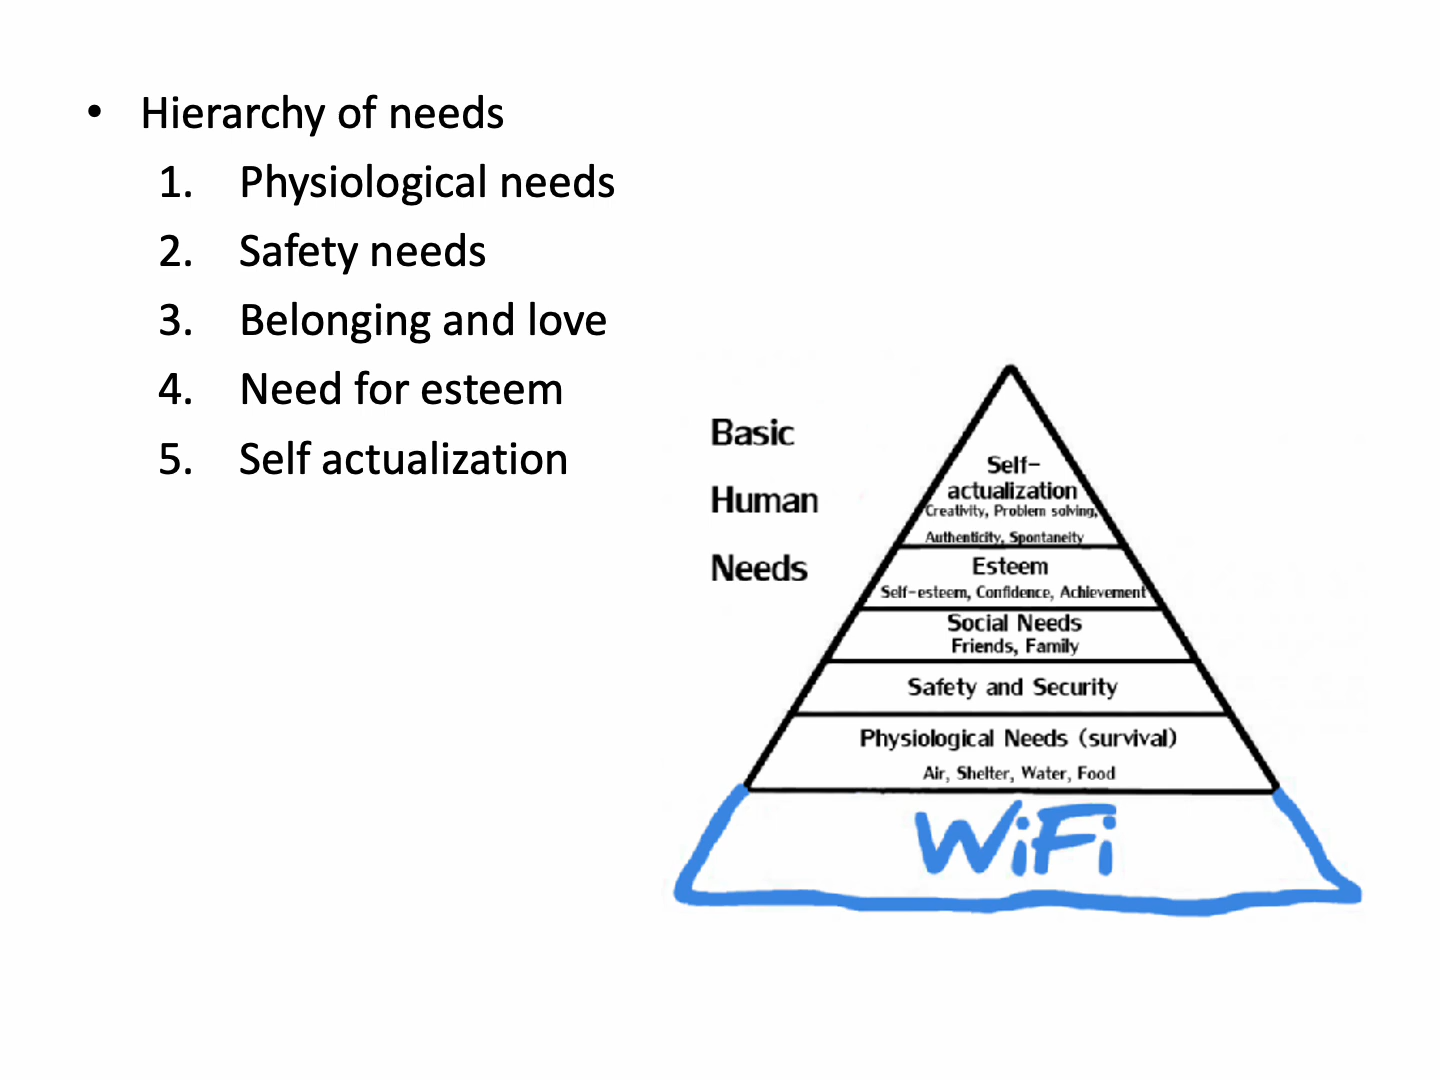 • Hierarchy of needs
1. Physiological needs
2. Safety needs
3. Belonging and love
4. Need for esteem
5. Self actualization
Basic
Human
Needs
Self-
actualization
Creativity, Problem solving,
Authenticity, Spontaneity
Esteem
Self-esteem, Confidence, Achievement
Social Needs
Friends, Family
Safety and Security
Physiological Needs (survival)
Air, Shelter, Water, Food
WiFi